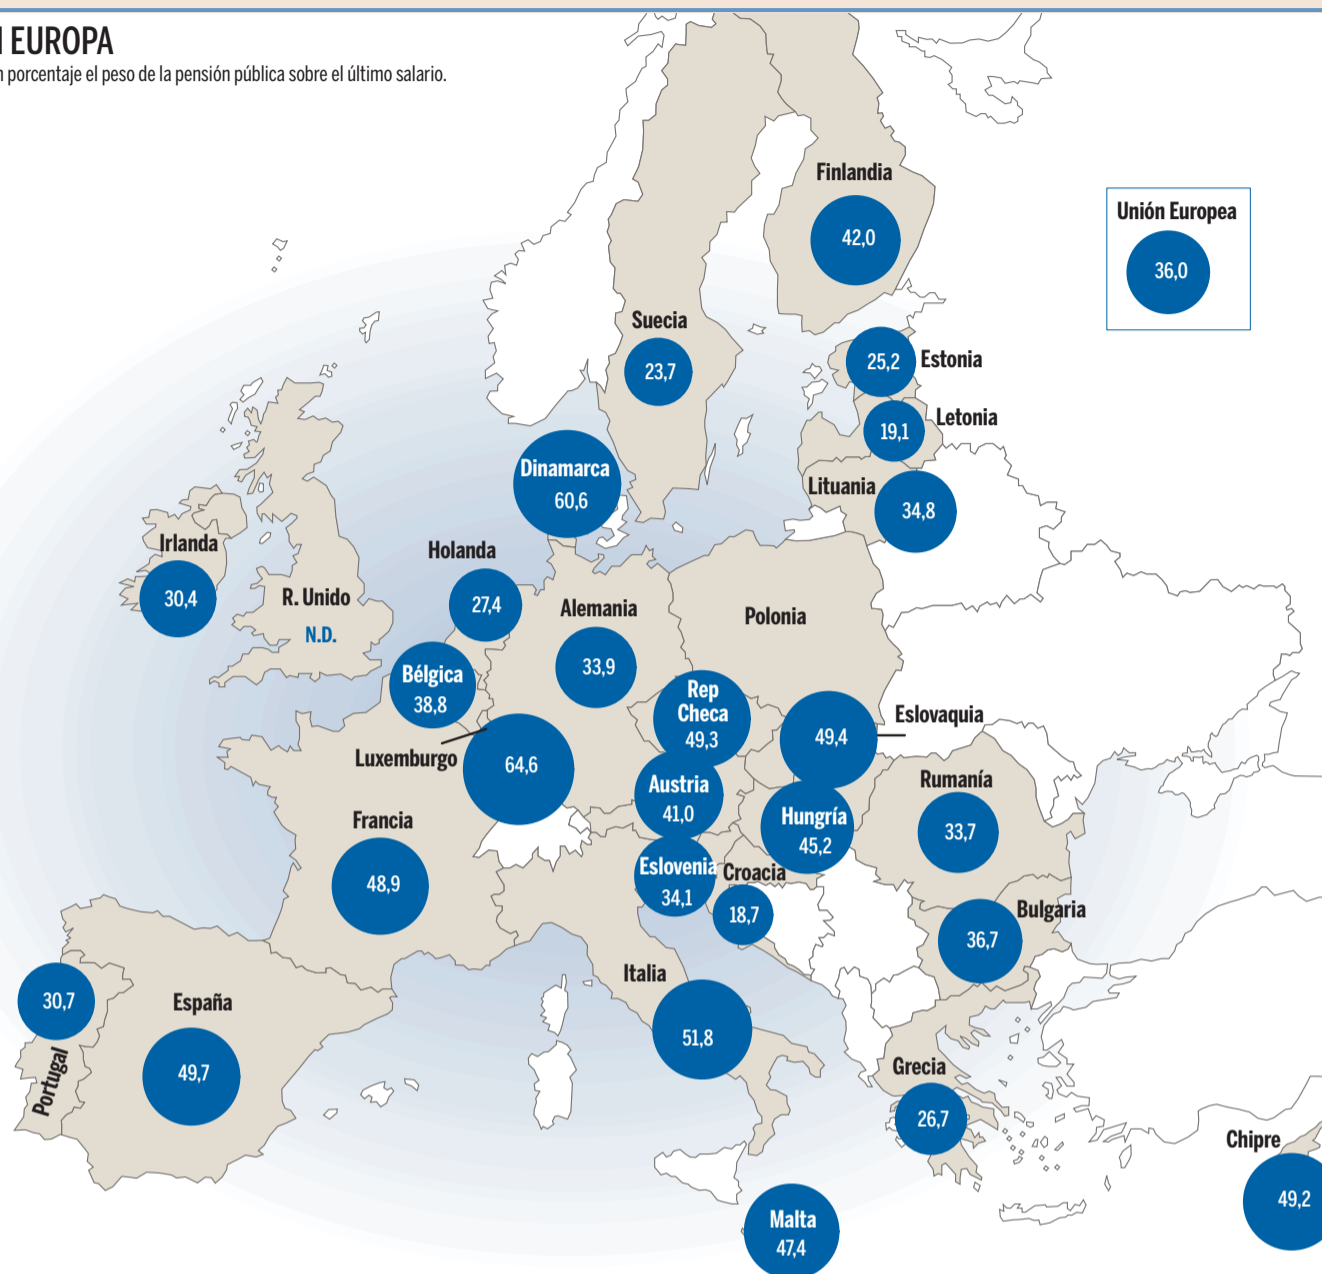 EUROPA
porcentaje el peso de la pensión pública sobre el último salario.
Finlandia
42,0
Unión Europea
36,0
Suecia
23,7
25,2
Estonia
19,1
Letonia
Dinamarca
60,6
Lituania
34,8
Irlanda
30,4
Holanda
27,4
R. Unido
N.D.
Alemania
33,9
Polonia
Bélgica
38,8
Rep
Checa
49,3
Eslovaquia
49,4
Luxemburgo
64,6
Austria
41,0
Rumanía
33,7
Hungría
45,2
Francia
48,9
Eslovenia
34,1
Croacia
18,7
Bulgaria
36,7
Italia
51,8
30,7
Portugal
España
49,7
Grecia
26,7
Chipre
49,2
Malta
47,4